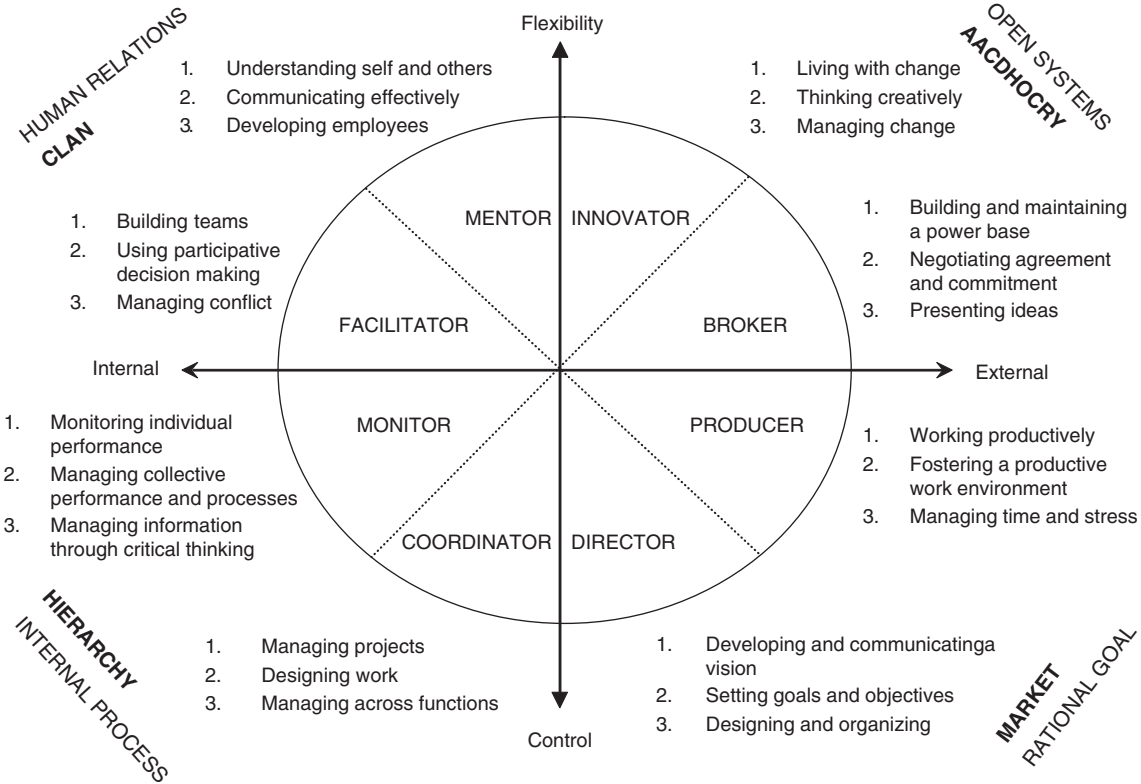 Flexibility
HUMAN RELATIONS
CLAN
1. Understanding self and others
2. Communicating effectively
3. Developing employees
OPEN SYSTEMS
AACDHOCRY
1. Living with change
2. Thinking creatively
3. Managing change
MENTOR
INNOVATOR
1. Building teams
2. Using participative
decision making
3. Managing conflict
1. Building and maintaining
a power base
2. Negotiating agreement
and commitment
3. Presenting ideas
FACILITATOR
BROKER
Internal
External
MONITOR
PRODUCER
1. Monitoring individual
performance
2. Managing collective
performance and processes
3. Managing information
through critical thinking
1. Working productively
2. Fostering a productive
work environment
3. Managing time and stress
COORDINATOR
DIRECTOR
HIERARCHY
INTERNAL PROCESS
1. Managing projects
2. Designing work
3. Managing across functions
1. Developing and communicatinga
vision
2. Setting goals and objectives
3. Designing and organizing
MARKET
RATIONAL GOAL
Control